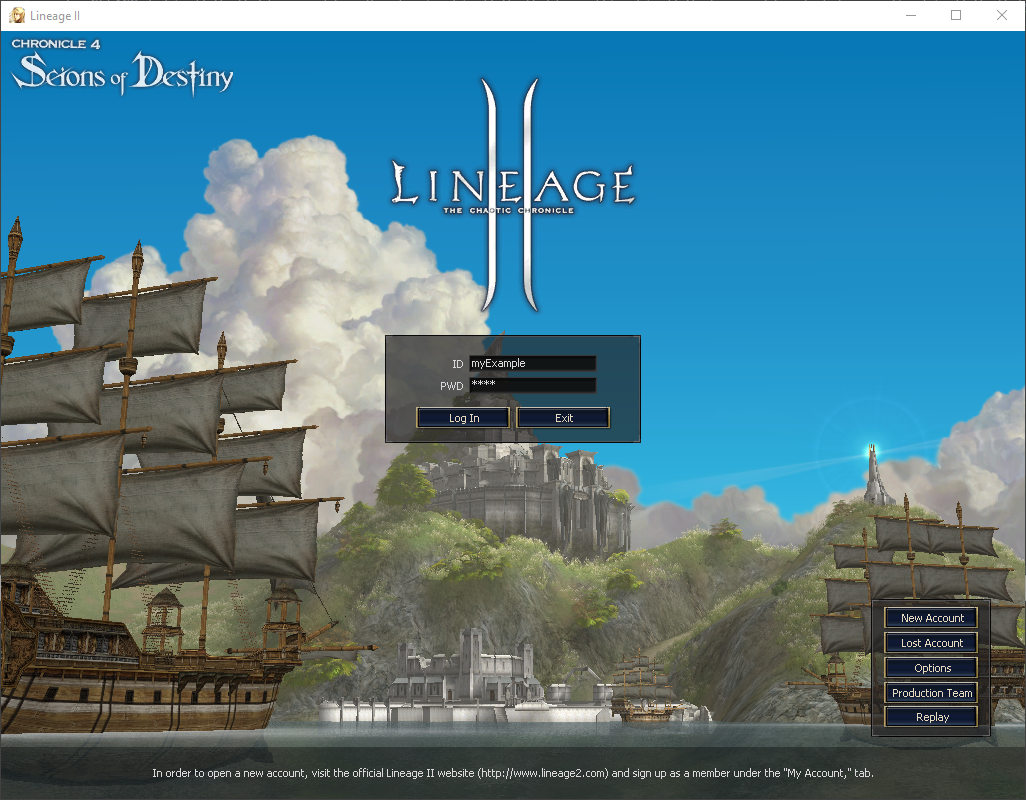 Lineage II
CHRONICLE 4
Scions of Destiny
LINEAGE II
THE CHAOTIC CHRONICLE
ID myExample
PWD ****
Log In Exit
New Account
Lost Account
Options
Production Team
Replay
In order to open a new account, visit the official Lineage II website (http://www.lineage2.com) and sign up as a member under the "My Account," tab.